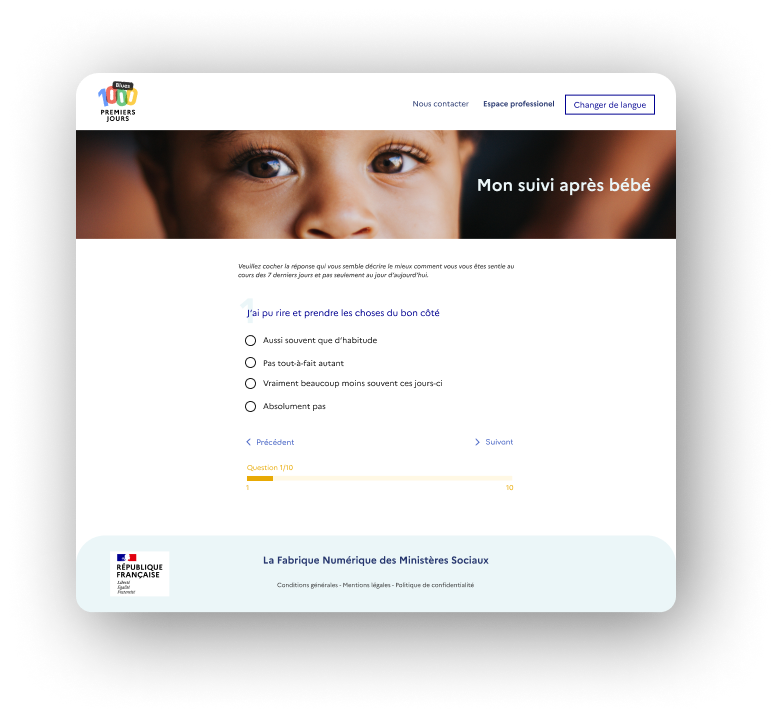 Blues
1000
PREMIERS
JOURS
Nous contacter
Espace professionel
Changer de langue
Mon suivi après bébé
Veuillez cocher la réponse qui vous semble décrire le mieux comment vous vous êtes sentie au
cours des 7 derniers jours et pas seulement au jour d'aujourd'hui.
1
J'ai pu rire et prendre les choses du bon côté
Aussi souvent que d'habitude
Pas tout-à-fait autant
Vraiment beaucoup moins souvent ces jours-ci
Absolument pas
Précédent
Suivant
Question 1/10
1
10
RÉPUBLIQUE
FRANÇAISE
Liberté
Égalité
Fraternité
La Fabrique Numérique des Ministères Sociaux
Conditions générales - Mentions légales - Politique de confidentialité